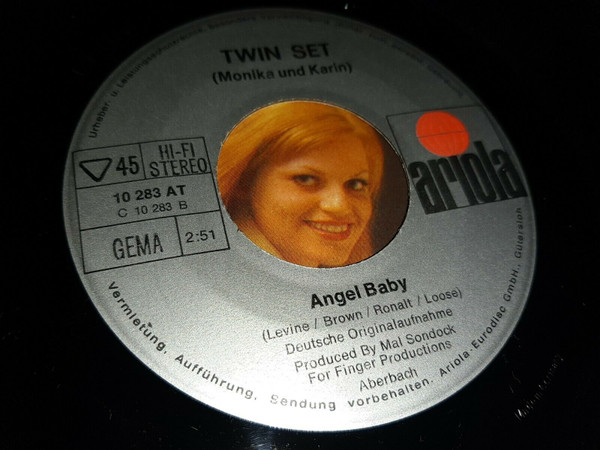 TWIN SET
(Monika und Karin)
45
HI-FI
STEREO
10 283 AT
C 10 283 B
GEMA
2:51
ariola
Angel Baby
(Levine / Brown / Ronalt / Loose)
Deutsche Originalaufnahme
Produced By Mal Sondock
For Finger Productions
Aberbach
Urheber- u. Leistungsschutzrechte
Vermietung, Aufführung, Sendung vorbehalten. Ariola-Eurodisc GmbH., Gütersloh